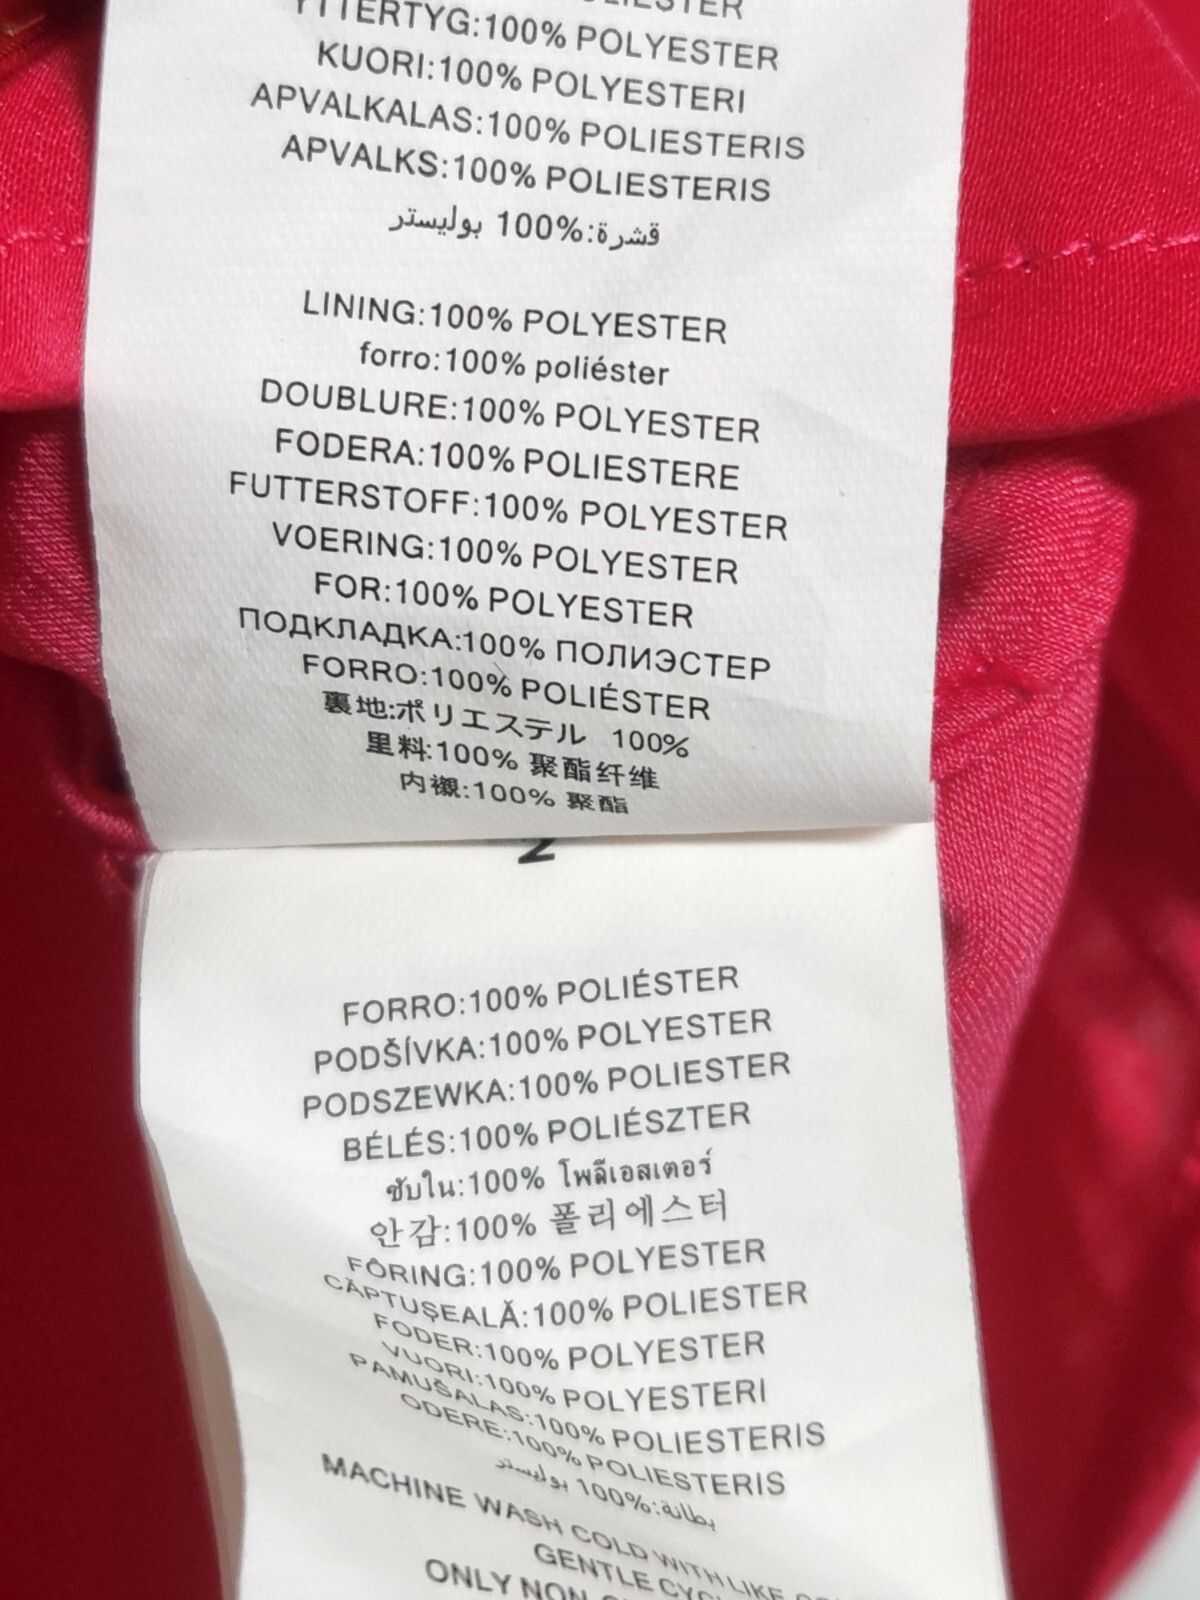 YTTERTYG:100% POLYESTER
KUORI:100% POLYESTERI
APVALKALAS:100% POLIESTERIS
APVALKS:100% POLIESTERIS
قشرة:100% بوليستر
LINING:100% POLYESTER
forro:100% poliéster
DOUBLURE:100% POLYESTER
FODERA:100% POLIESTERE
FUTTERSTOFF:100% POLYESTER
VOERING:100% POLYESTER
FOR:100% POLYESTER
ПОДКЛАДКА:100% ПОЛИЭСТЕР
FORRO:100% POLIÉSTER
裏地:ポリエステル 100%
里料:100% 聚酯纤维
内襯:100% 聚酯
2
FORRO:100% POLIÉSTER
PODŠÍVKA:100% POLYESTER
PODSZEWKA:100% POLIESTER
BÉLÉS:100% POLIÉSZTER
ซับใน:100% โพลีเอสเตอร์
안감:100% 폴리에스터
FÔRING:100% POLYESTER
CĂPTUȘEALĂ:100% POLIESTER
FODER:100% POLYESTER
VUORI:100% POLYESTERI
PAMUŠALAS:100% POLIESTERIS
ODERE:100% POLIESTERIS
بطانة:100% بوليستر
MACHINE WASH COLD WITH LIKE
GENTLE
ONLY NON